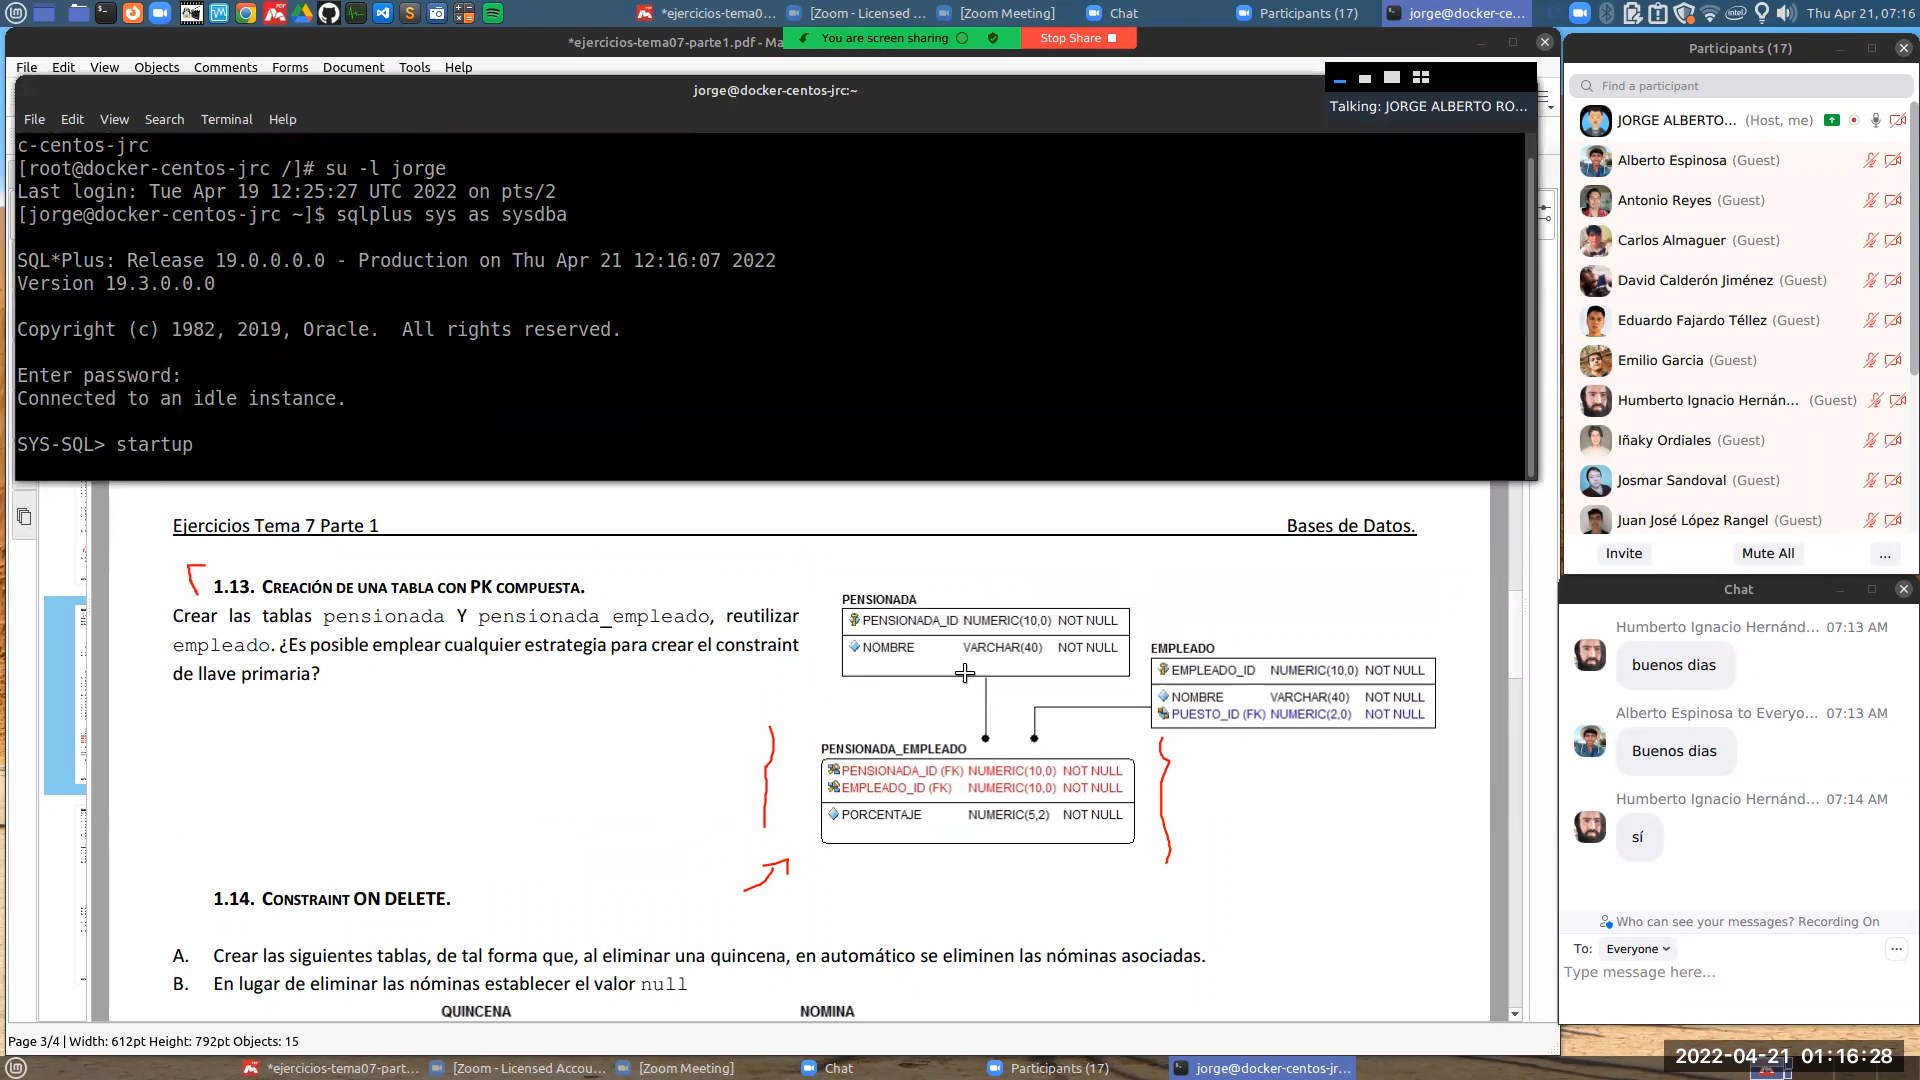 *ejercicios-tema0...
[Zoom - Licensed ...
[Zoom Meeting]
Chat
Participants (17)
jorge@docker-ce...
intel
Thu Apr 21, 07:16
*ejercicios-tema07-parte1.pdf - Ma
You are screen sharing
Stop Share
File Edit View Objects Comments Forms Document Tools Help
jorge@docker-centos-jrc:~
Talking: JORGE ALBERTO RO...
File Edit View Search Terminal Help
c-centos-jrc
[root@docker-centos-jrc /]# su -l jorge
Last login: Tue Apr 19 12:25:27 UTC 2022 on pts/2
[jorge@docker-centos-jrc ~]$ sqlplus sys as sysdba
SQL*Plus: Release 19.0.0.0.0 - Production on Thu Apr 21 12:16:07 2022
Version 19.3.0.0.0
Copyright (c) 1982, 2019, Oracle.  All rights reserved.
Enter password:
Connected to an idle instance.
SYS-SQL> startup
Ejercicios Tema 7 Parte 1
Bases de Datos.
1.13. CREACIÓN DE UNA TABLA CON PK COMPUESTA.
Crear las tablas pensionada Y pensionada_empleado, reutilizar
empleado. ¿Es posible emplear cualquier estrategia para crear el constraint
de llave primaria?
PENSIONADA
PENSIONADA_ID NUMERIC(10,0) NOT NULL
NOMBRE VARCHAR(40) NOT NULL
EMPLEADO
EMPLEADO_ID NUMERIC(10,0) NOT NULL
NOMBRE VARCHAR(40) NOT NULL
PUESTO_ID (FK) NUMERIC(2,0) NOT NULL
PENSIONADA_EMPLEADO
PENSIONADA_ID (FK) NUMERIC(10,0) NOT NULL
EMPLEADO_ID (FK) NUMERIC(10,0) NOT NULL
PORCENTAJE NUMERIC(5,2) NOT NULL
1.14. CONSTRAINT ON DELETE.
A. Crear las siguientes tablas, de tal forma que, al eliminar una quincena, en automático se eliminen las nóminas asociadas.
B. En lugar de eliminar las nóminas establecer el valor null
QUINCENA
NOMINA
Page 3/4 | Width: 612pt Height: 792pt Objects: 15
Participants (17)
Find a participant
JORGE ALBERTO... (Host, me)
Alberto Espinosa (Guest)
Antonio Reyes (Guest)
Carlos Almaguer (Guest)
David Calderón Jiménez (Guest)
Eduardo Fajardo Téllez (Guest)
Emilio Garcia (Guest)
Humberto Ignacio Hernán... (Guest)
Iñaky Ordiales (Guest)
Josmar Sandoval (Guest)
Juan José López Rangel (Guest)
Invite
Mute All
...
Chat
Humberto Ignacio Hernánd... 07:13 AM
buenos dias
Alberto Espinosa to Everyo... 07:13 AM
Buenos dias
Humberto Ignacio Hernánd... 07:14 AM
sí
Who can see your messages? Recording On
To: Everyone
Type message here...
*ejercicios-tema07-part...
[Zoom - Licensed Accou...
[Zoom Meeting]
Chat
Participants (17)
jorge@docker-centos-jr...
2022-04-21 01:16:28